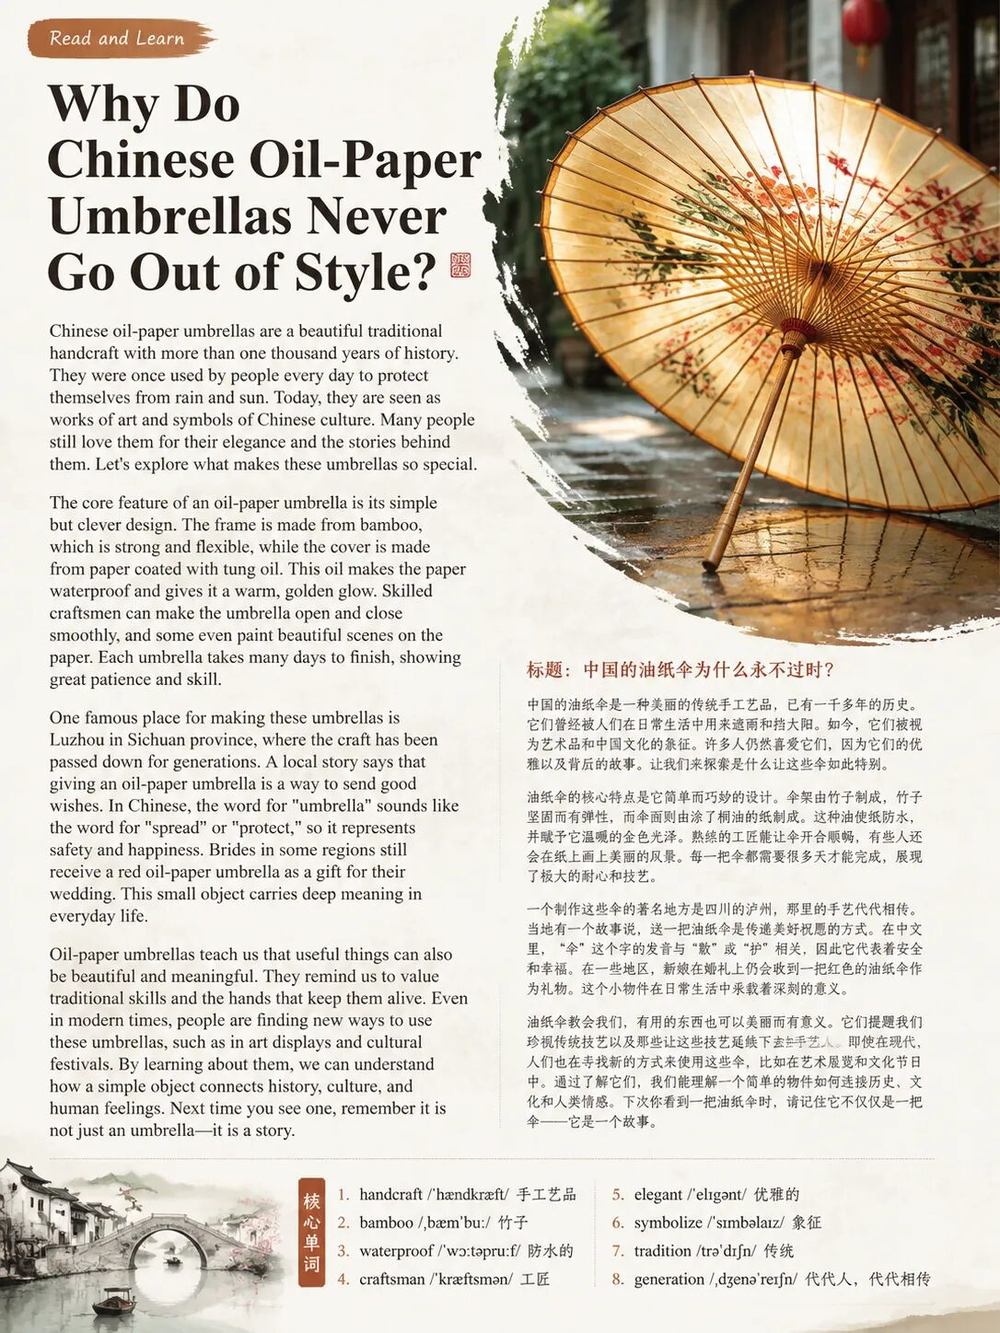 Read and Learn
Why Do
Chinese Oil-Paper
Umbrellas Never
Go Out of Style?
Chinese oil-paper umbrellas are a beautiful traditional
handcraft with more than one thousand years of history.
They were once used by people every day to protect
themselves from rain and sun. Today, they are seen as
works of art and symbols of Chinese culture. Many people
still love them for their elegance and the stories behind
them. Let's explore what makes these umbrellas so special.
The core feature of an oil-paper umbrella is its simple
but clever design. The frame is made from bamboo,
which is strong and flexible, while the cover is made
from paper coated with tung oil. This oil makes the paper
waterproof and gives it a warm, golden glow. Skilled
craftsmen can make the umbrella open and close
smoothly, and some even paint beautiful scenes on the
paper. Each umbrella takes many days to finish, showing
great patience and skill.
One famous place for making these umbrellas is
Luzhou in Sichuan province, where the craft has been
passed down for generations. A local story says that
giving an oil-paper umbrella is a way to send good
wishes. In Chinese, the word for "umbrella" sounds like
the word for "spread" or "protect," so it represents
safety and happiness. Brides in some regions still
receive a red oil-paper umbrella as a gift for their
wedding. This small object carries deep meaning in
everyday life.
Oil-paper umbrellas teach us that useful things can also
be beautiful and meaningful. They remind us to value
traditional skills and the hands that keep them alive. Even
in modern times, people are finding new ways to use
these umbrellas, such as in art displays and cultural
festivals. By learning about them, we can understand
how a simple object connects history, culture, and
human feelings. Next time you see one, remember it is
not just an umbrella—it is a story.
标题：中国的油纸伞为什么永不过时？
中国的油纸伞是一种美丽的传统手工艺品，已有一千多年的历史。
它们曾经被人们在日常生活中用来遮雨和挡太阳。如今，它们被视
为艺术品和中国文化的象征。许多人仍然喜爱它们，因为它们的优
雅以及背后的故事。让我们来探索是什么让这些伞如此特别。
油纸伞的核心特点是它简单而巧妙的设计。伞架由竹子制成，竹子
坚固而有弹性，而伞面则由涂了桐油的纸制成。这种油使纸防水，
并赋予它温暖的金色光泽。熟练的工匠能让伞开合顺畅，有些人还
会在纸上画上美丽的风景。每一把伞都需要很多天才能完成，展现
了极大的耐心和技艺。
一个制作这些伞的著名地方是四川的泸州，那里的手艺代代相传。
当地有一个故事说，送一把油纸伞是传递美好祝愿的方式。在中文
里，“伞”这个字的发音与“散”或“护”相关，因此它代表着安全
和幸福。在一些地区，新娘在婚礼上仍会收到一把红色的油纸伞作
为礼物。这个小物件在日常生活中承载着深刻的意义。
油纸伞教会我们，有用的东西也可以美丽而有意义。它们提醒我们
珍视传统技艺以及那些让这些技艺延续下去 手艺人。即使在现代，
人们也在寻找新的方式来使用这些伞，比如在艺术展览和文化节日
中。通过了解它们，我们能理解一个简单的物件如何连接历史、文
化和人类情感。下次你看到一把油纸伞时，请记住它不仅仅是一把
伞——它是一个故事。
核心单词
1. handcraft /ˈhændkræft/ 手工艺品
2. bamboo /ˌbæmˈbuː/ 竹子
3. waterproof /ˈwɔːtəpruːf/ 防水的
4. craftsman /ˈkræftsmən/ 工匠
5. elegant /ˈelɪɡənt/ 优雅的
6. symbolize /ˈsɪmbəlaɪz/ 象征
7. tradition /trəˈdɪʃn/ 传统
8. generation /ˌdʒenəˈreɪʃn/ 代代人，代代相传